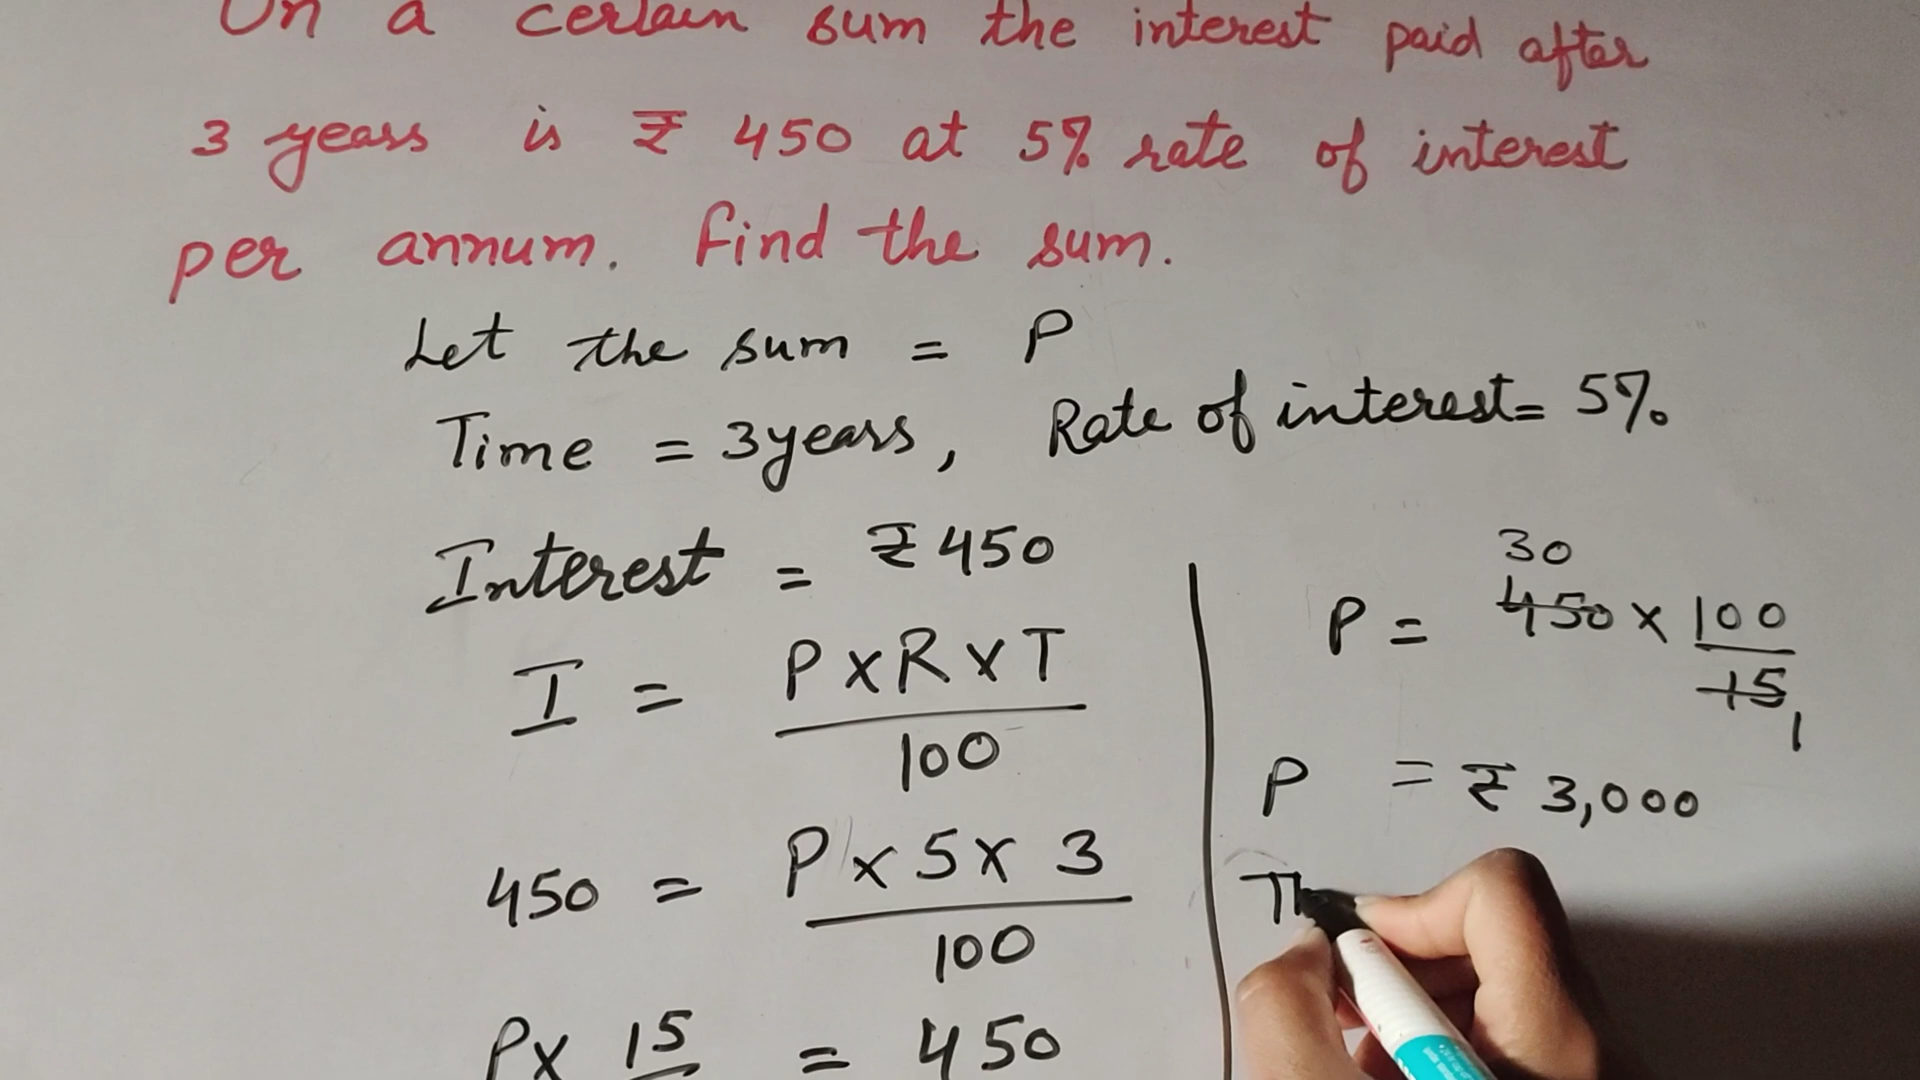 On a certain sum the interest paid after
3 years is ₹ 450 at 5% rate of interest
per annum. Find the sum.
Let the sum = P
Time = 3 years, Rate of interest = 5%
Interest = ₹ 450
I = P x R x T
100
450 = P x 5 x 3
100
P x 15 = 450
30
P = 450 x 100
15
1
P = ₹ 3,000